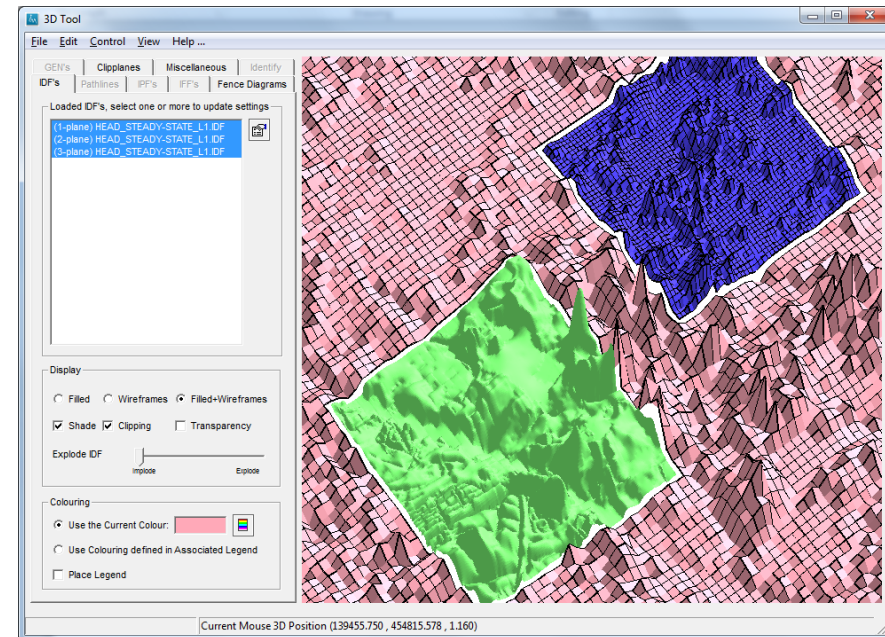 3D Tool
File Edit Control View Help ...
GEN's Clipplanes Miscellaneous Identify
IDF's Pathlines IPF's IFF's Fence Diagrams
Loaded IDF's, select one or more to update settings
(1-plane) HEAD_STEADY-STATE_L1.IDF
(2-plane) HEAD_STEADY-STATE_L1.IDF
(3-plane) HEAD_STEADY-STATE_L1.IDF
Display
Filled Wireframes Filled+Wireframes
Shade Clipping Transparency
Explode IDF
Implode Explode
Colouring
Use the Current Colour:
Use Colouring defined in Associated Legend
Place Legend
Current Mouse 3D Position (139455.750 , 454815.578 , 1.160)